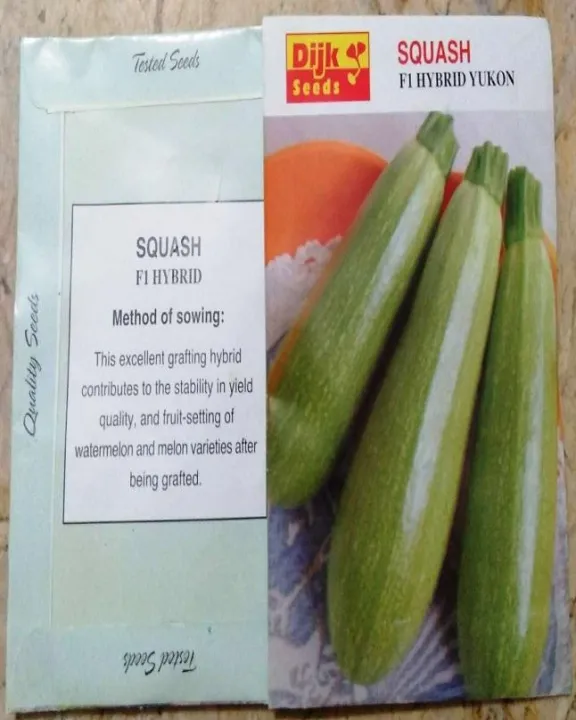 Tested Seeds
Quality Seeds
SQUASH
F1 HYBRID
Method of sowing:
This excellent grafting hybrid
contributes to the stability in yield
quality, and fruit-setting of
watermelon and melon varieties after
being grafted.
Tested Seeds
Dijk
Seeds
SQUASH
F1 HYBRID YUKON